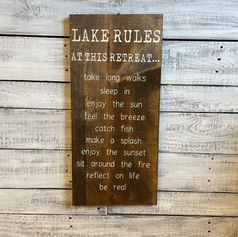 LAKE RULES
AT THIS RETREAT...
take long walks
sleep in
enjoy the sun
feel the breeze
catch fish
make a splash
enjoy the sunset
sit around the fire
reflect on life
be real